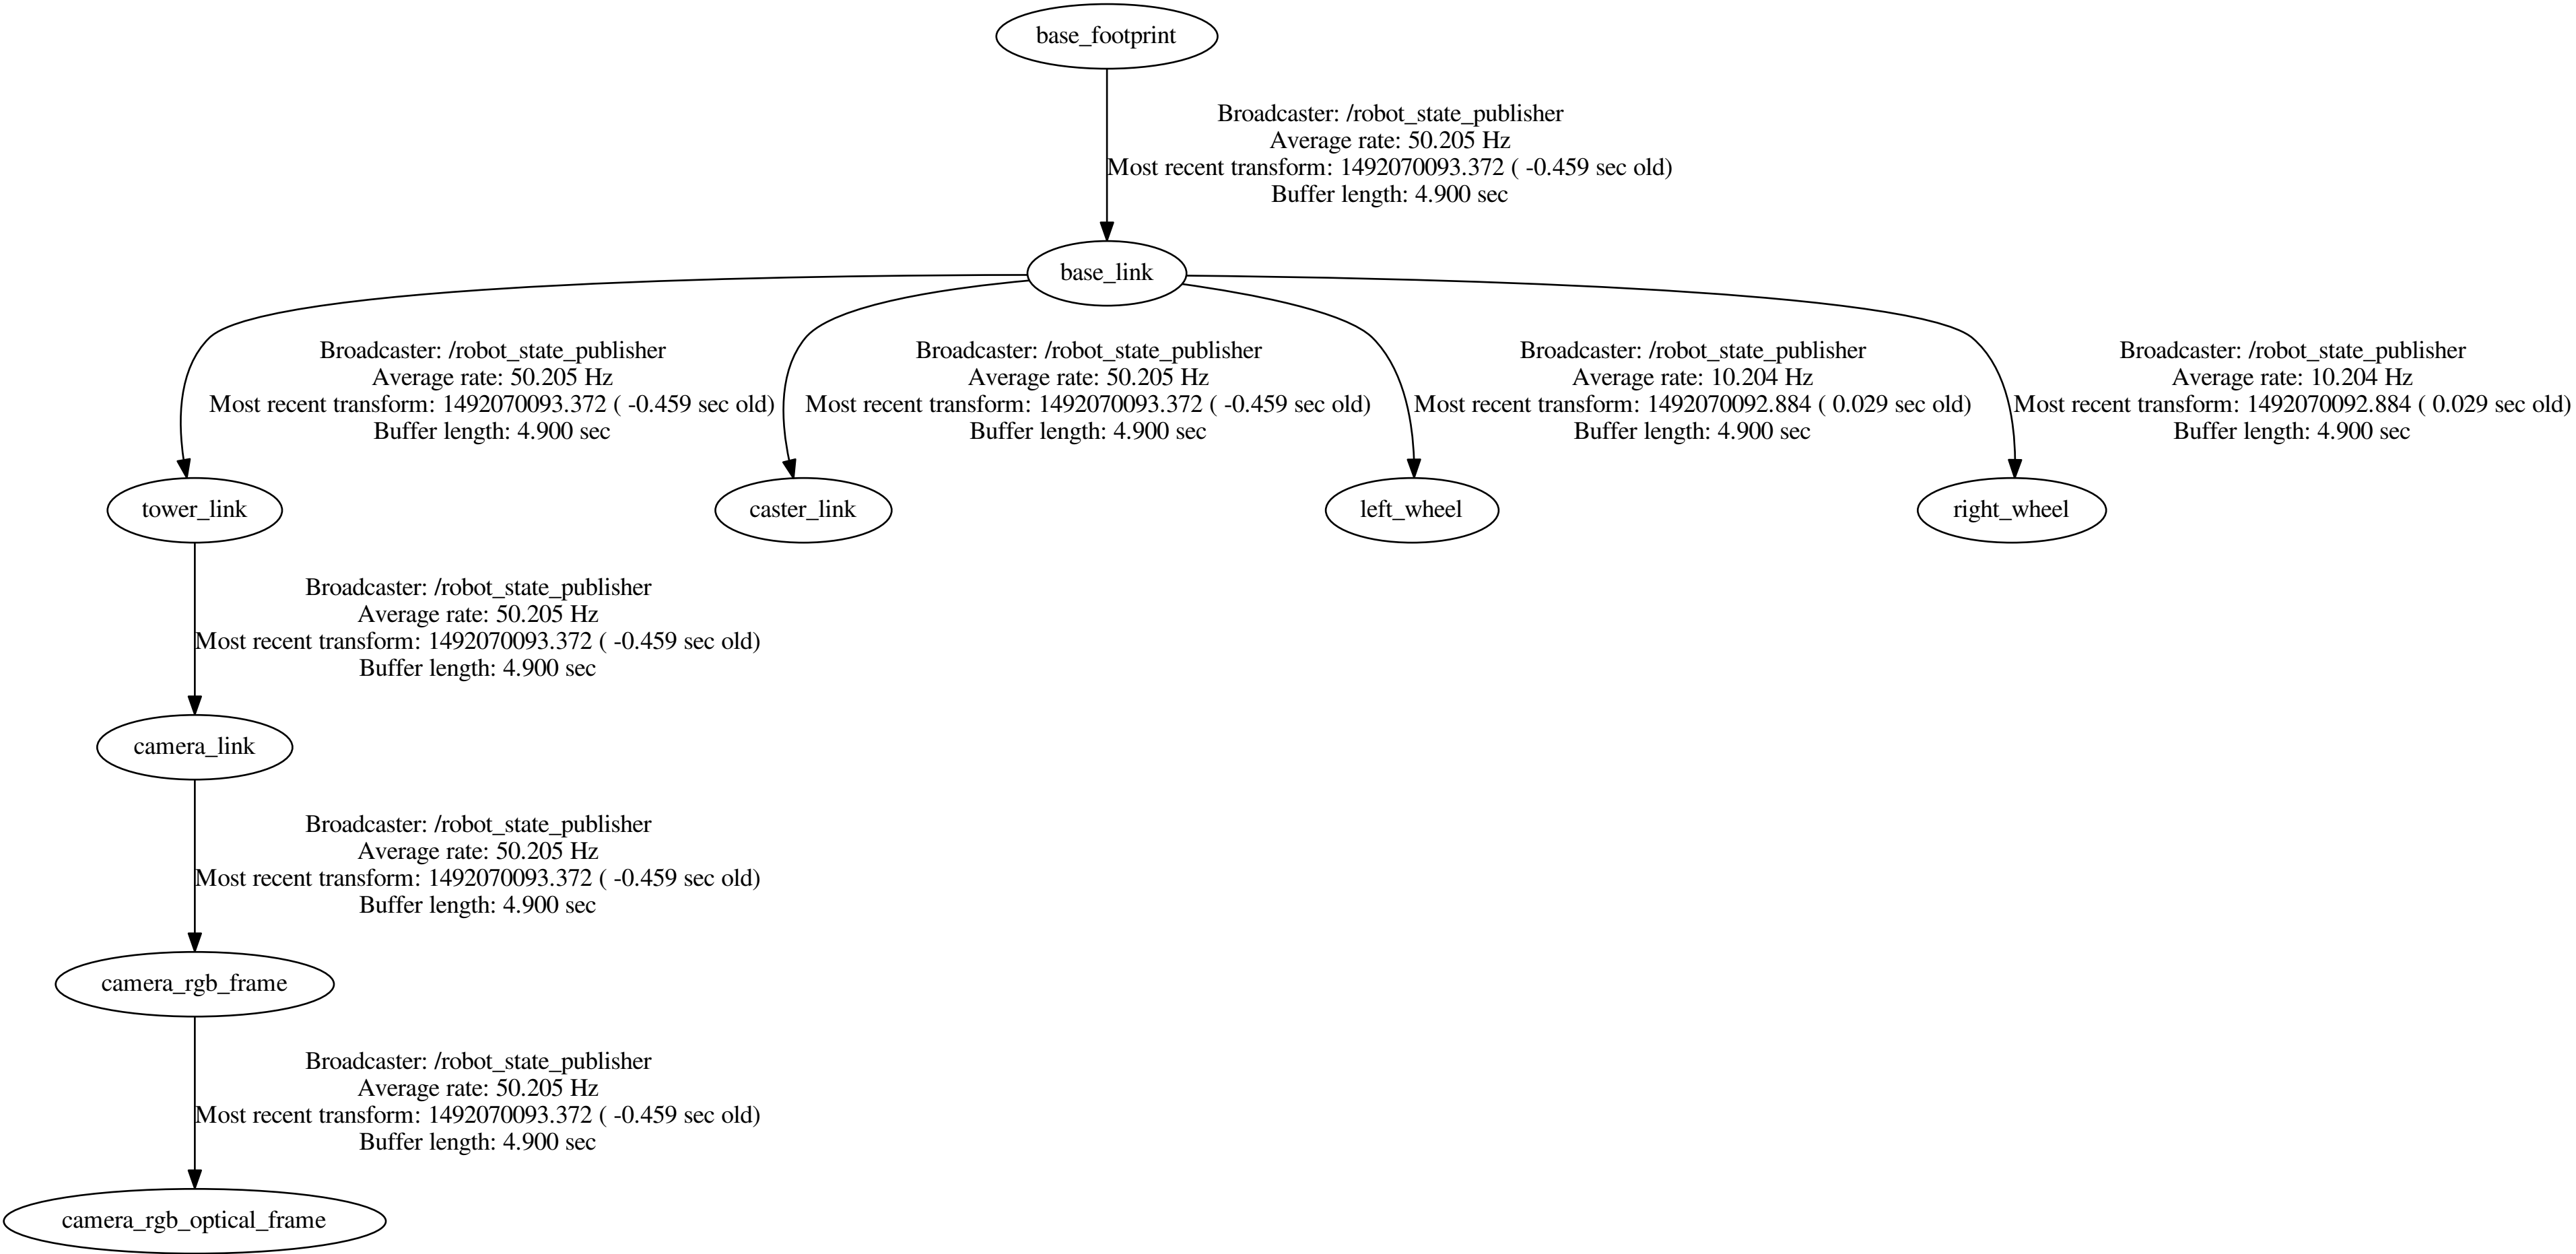 base_footprint
Broadcaster: /robot_state_publisher
Average rate: 50.205 Hz
Most recent transform: 1492070093.372 ( -0.459 sec old)
Buffer length: 4.900 sec
base_link
Broadcaster: /robot_state_publisher
Average rate: 50.205 Hz
Most recent transform: 1492070093.372 ( -0.459 sec old)
Buffer length: 4.900 sec
Broadcaster: /robot_state_publisher
Average rate: 50.205 Hz
Most recent transform: 1492070093.372 ( -0.459 sec old)
Buffer length: 4.900 sec
Broadcaster: /robot_state_publisher
Average rate: 10.204 Hz
Most recent transform: 1492070092.884 ( 0.029 sec old)
Buffer length: 4.900 sec
Broadcaster: /robot_state_publisher
Average rate: 10.204 Hz
Most recent transform: 1492070092.884 ( 0.029 sec old)
Buffer length: 4.900 sec
tower_link
caster_link
left_wheel
right_wheel
Broadcaster: /robot_state_publisher
Average rate: 50.205 Hz
Most recent transform: 1492070093.372 ( -0.459 sec old)
Buffer length: 4.900 sec
camera_link
Broadcaster: /robot_state_publisher
Average rate: 50.205 Hz
Most recent transform: 1492070093.372 ( -0.459 sec old)
Buffer length: 4.900 sec
camera_rgb_frame
Broadcaster: /robot_state_publisher
Average rate: 50.205 Hz
Most recent transform: 1492070093.372 ( -0.459 sec old)
Buffer length: 4.900 sec
camera_rgb_optical_frame